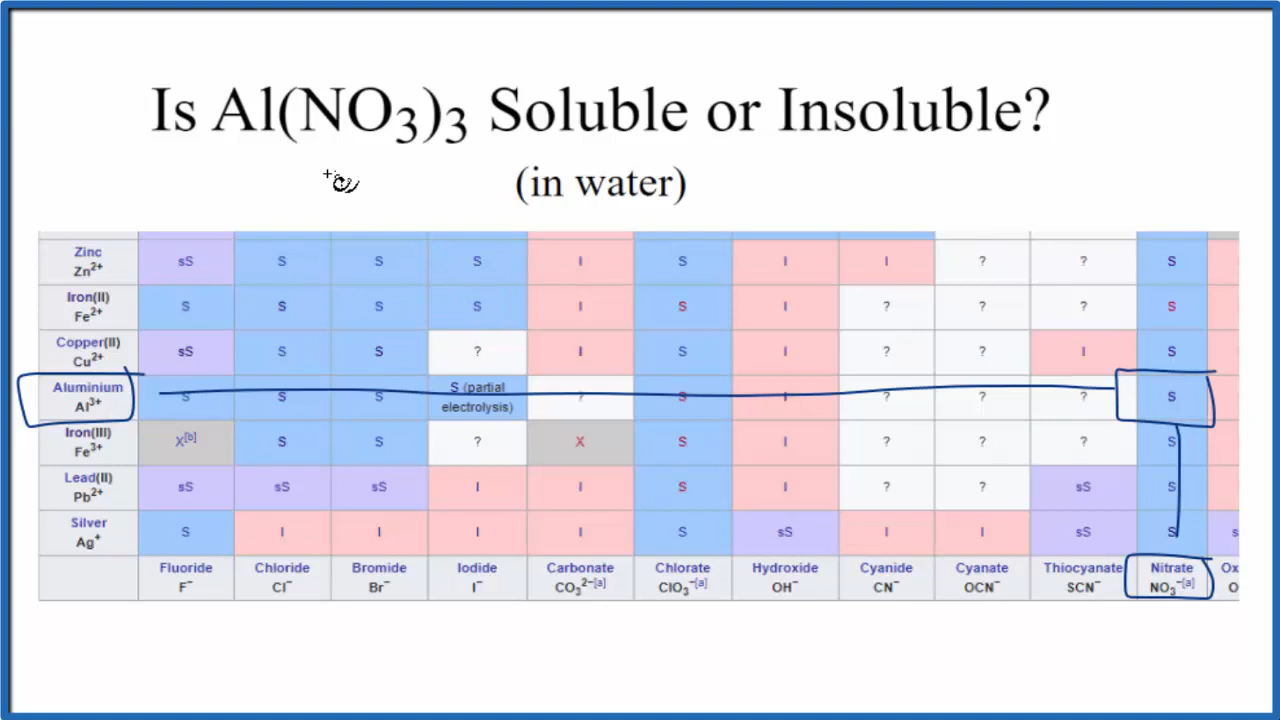 Is Al(NO3)3 Soluble or Insoluble?
(in water)
Zinc Zn2+ sS S S S I S I I ? ? S
Iron(II) Fe2+ S S S S I S I ? ? ? S
Copper(II) Cu2+ sS S S ? I S I ? ? I S
Aluminium Al3+ S S S S (partial electrolysis) ? S I ? ? ? S
Iron(III) Fe3+ X[b] S S ? X S I ? ? ? S
Lead(II) Pb2+ sS sS sS I I S I ? ? sS S
Silver Ag+ S I I I I S sS I I sS S s
Fluoride F− Chloride Cl− Bromide Br− Iodide I− Carbonate CO32−[a] Chlorate ClO3−[a] Hydroxide OH− Cyanide CN− Cyanate OCN− Thiocyanate SCN− Nitrate NO3−[a] Ox O